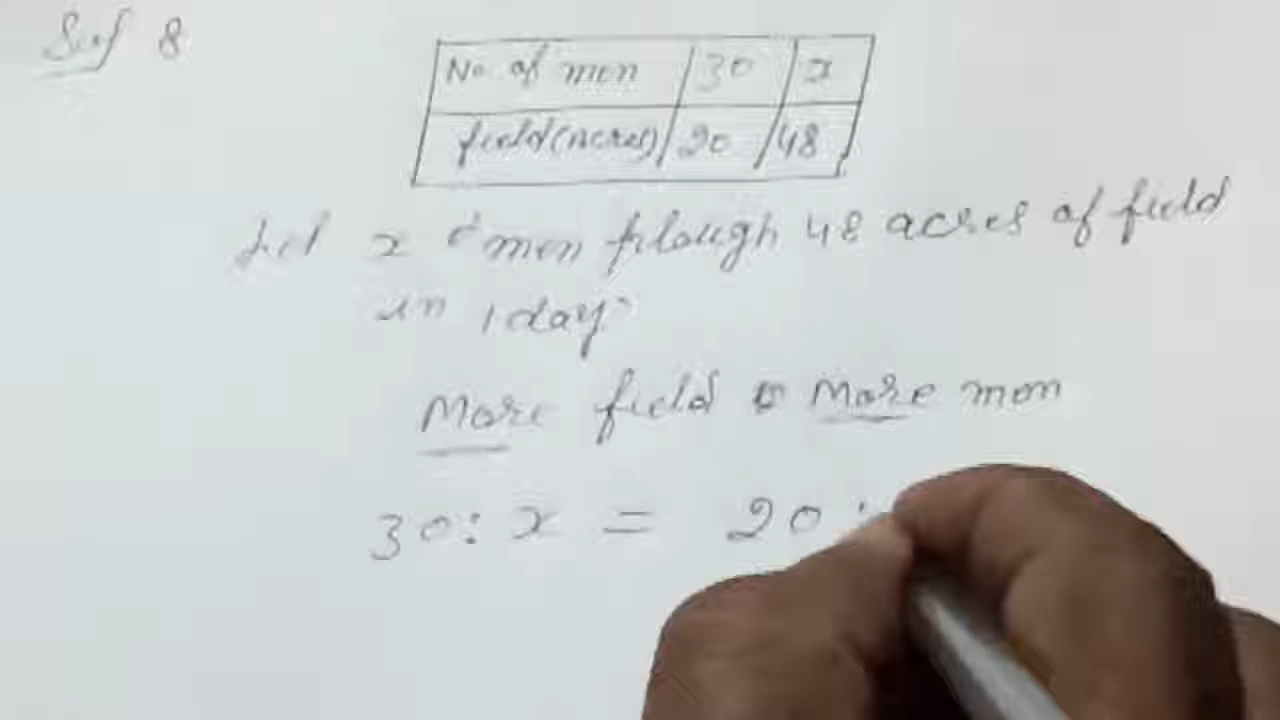 Sol 8
No of men 30 x
field(acres) 20 48
Let x men plough 48 acres of field
in 1 day
More field More men
30 : x = 20 :